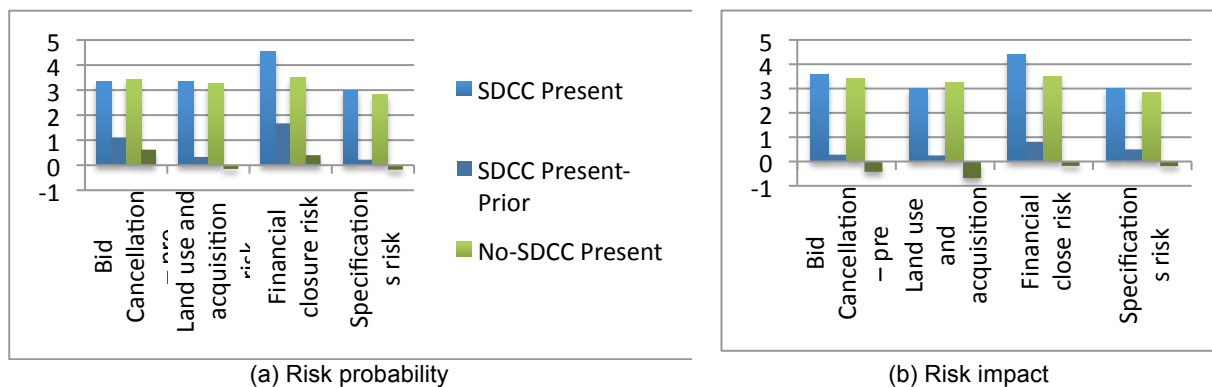 5
4
3
2
1
0
-1
Bid
Cancellation
– pre
Land use and
acquisition
risk
Financial
closure risk
Specification
s risk
SDCC Present
SDCC Present-
Prior
No-SDCC Present
(a) Risk probability
5
4
3
2
1
0
-1
Bid
Cancellation
– pre
Land use
and
acquisition
Financial
close risk
Specification
s risk
(b) Risk impact